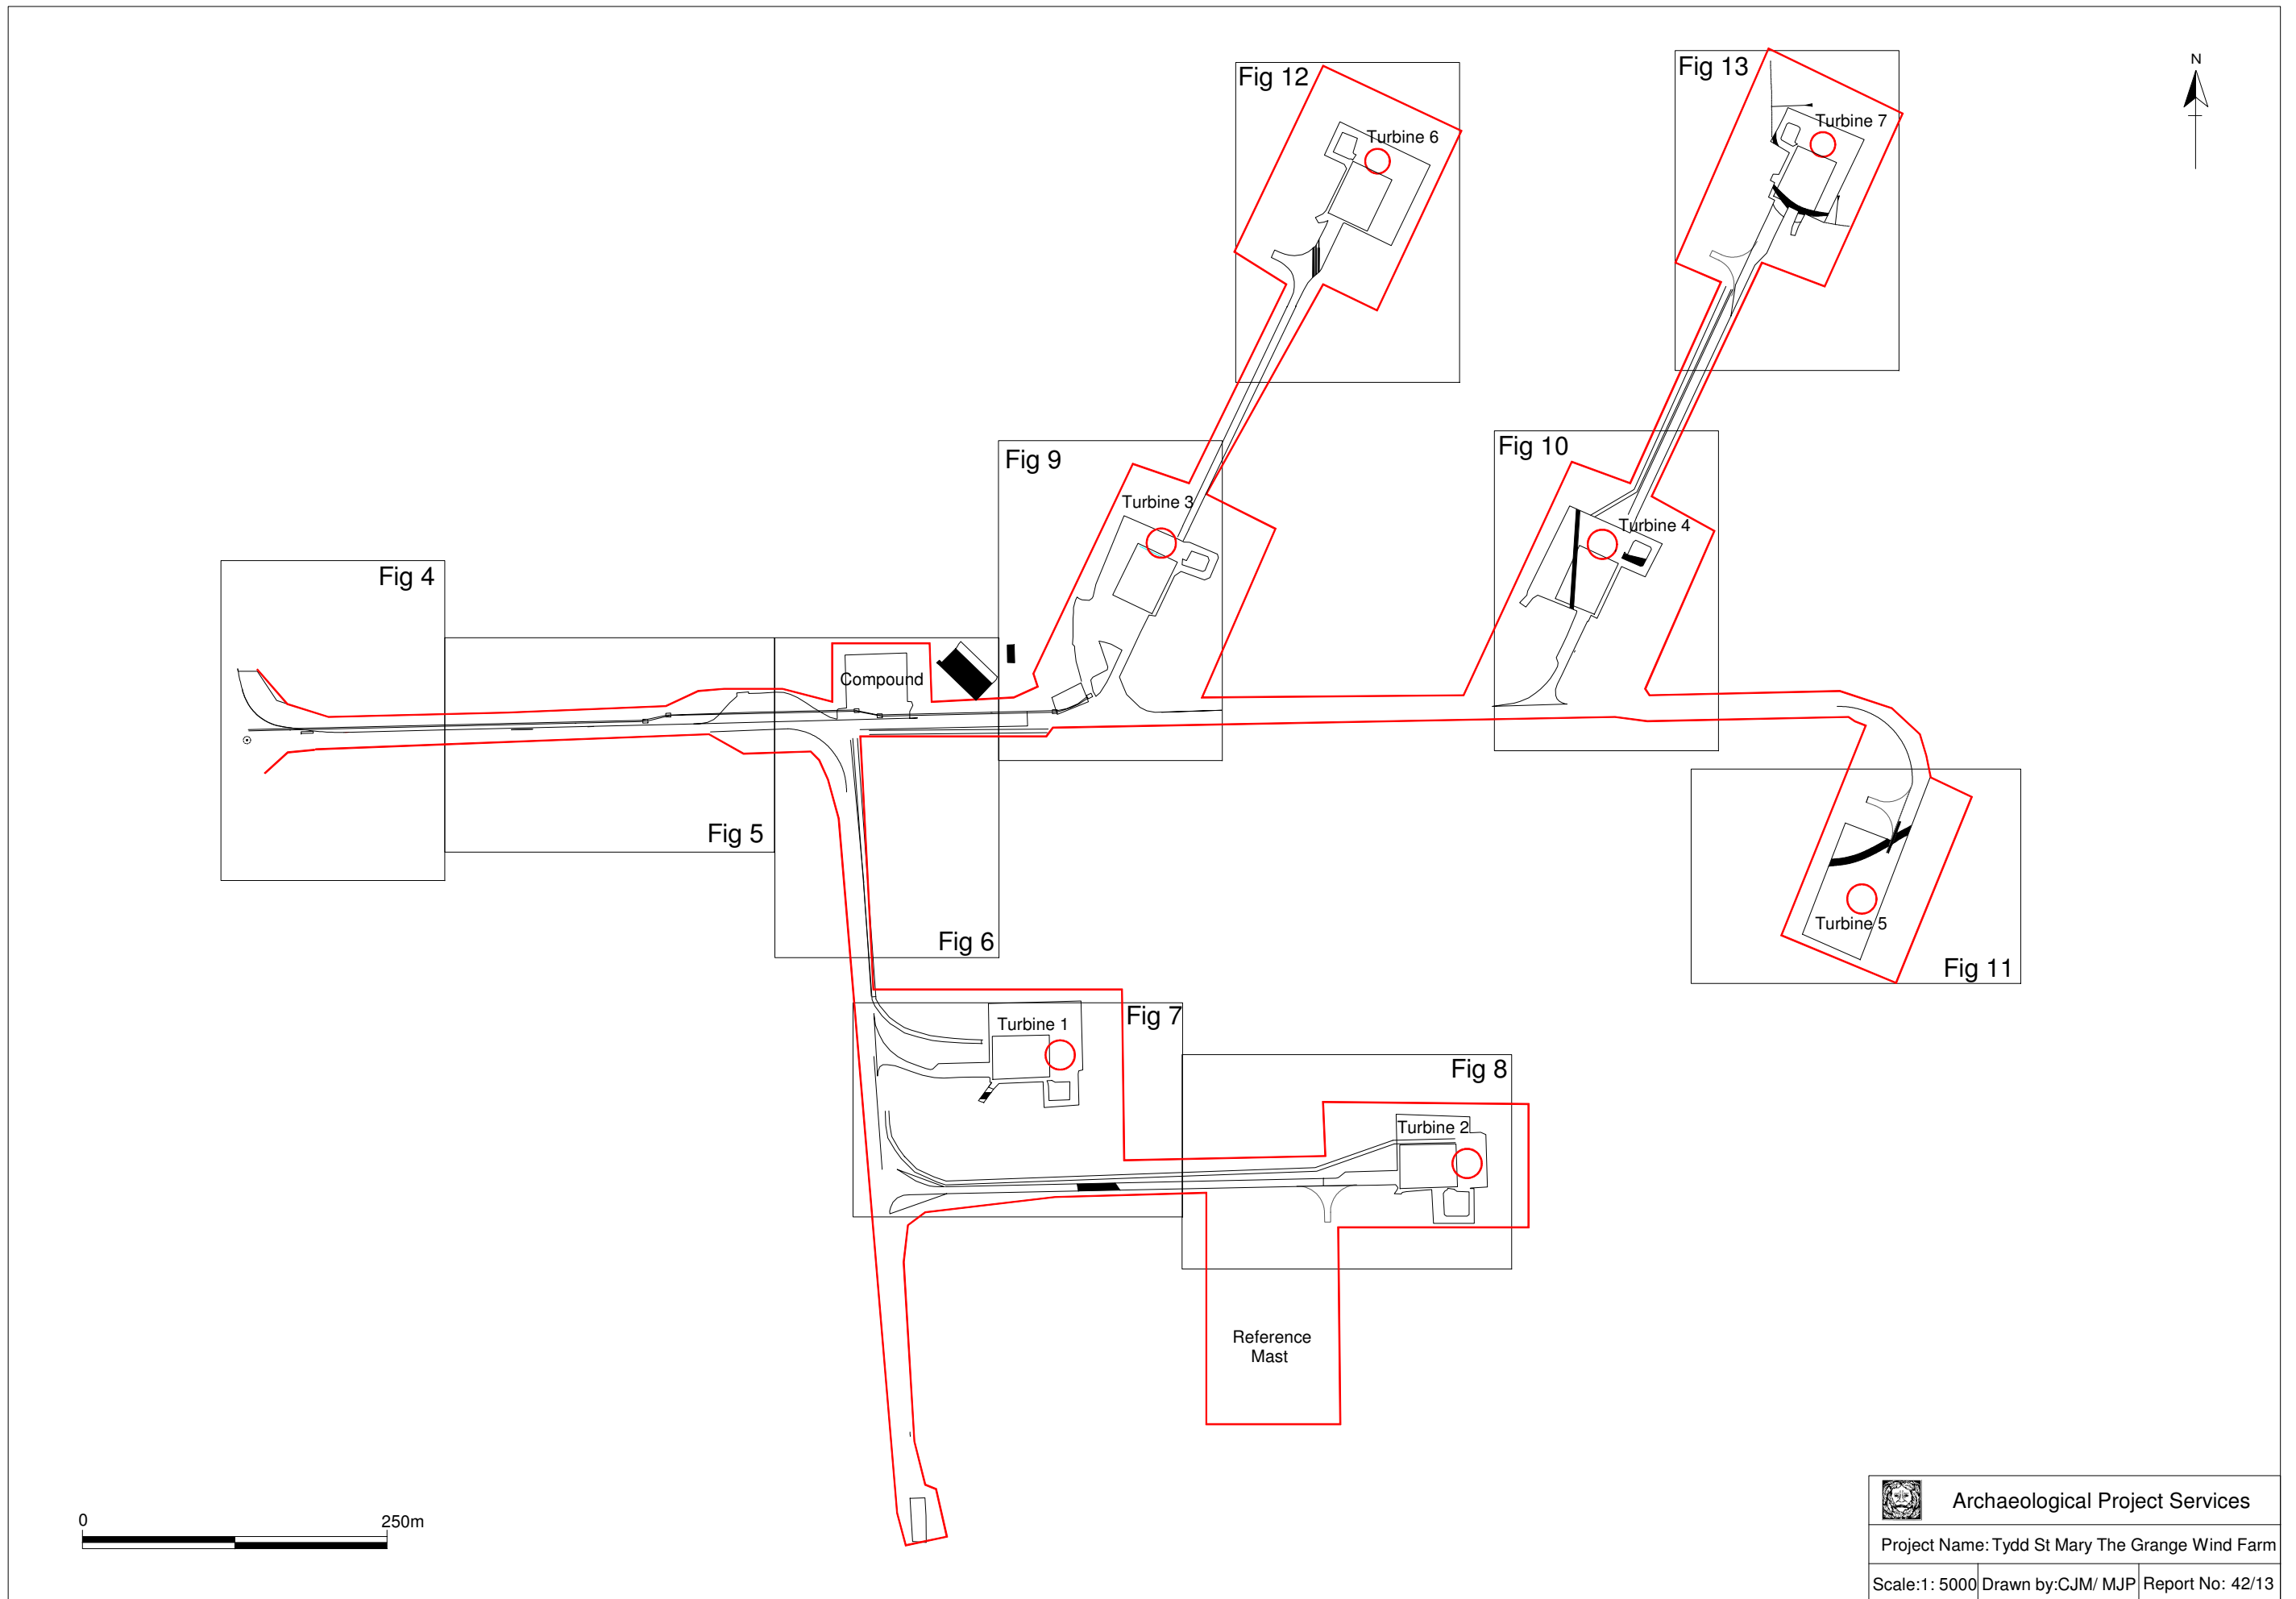 Fig 12
Fig 13
N
Turbine 6
Turbine 7
Fig 9
Fig 10
Turbine 3
Turbine 4
Fig 4
Compound
Fig 5
Fig 6
Turbine 5
Fig 11
Fig 7
Turbine 1
Fig 8
Turbine 2
Reference
Mast
0 250m
Archaeological Project Services
Project Name: Tydd St Mary The Grange Wind Farm
Scale:1: 5000 Drawn by:CJM/ MJP Report No: 42/13